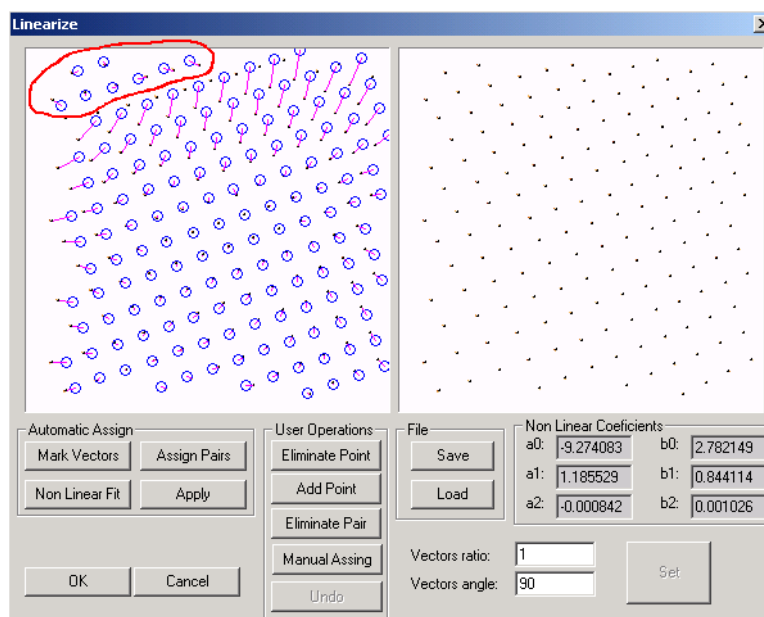 Linearize
Automatic Assign
Mark Vectors
Assign Pairs
Non Linear Fit
Apply
OK
Cancel
User Operations
Eliminate Point
Add Point
Eliminate Pair
Manual Assing
Undo
File
Save
Load
Non Linear Coeficients
a0: -9.274083 b0: 2.782149
a1: 1.185529 b1: 0.844114
a2: -0.000842 b2: 0.001026
Vectors ratio: 1
Vectors angle: 90
Set